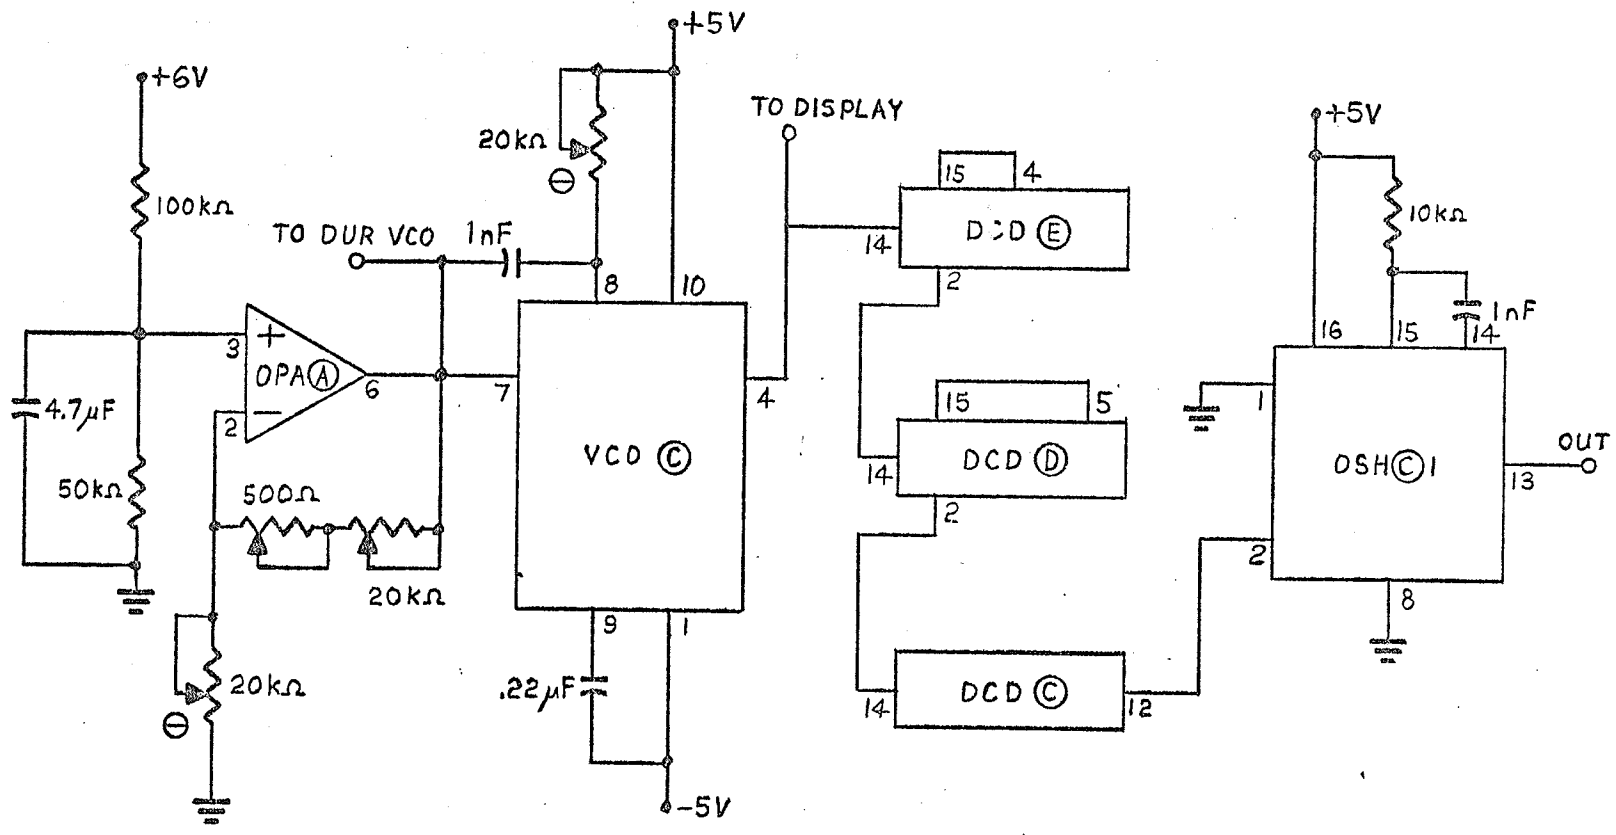 +5V
+6V
20kΩ
⊖
TO DISPLAY
+5V
100kΩ
TO DUR VCO
1nF
8
10
15
4
DCD Ⓔ
14
2
10kΩ
1nF
16
15
14
3
+
OPA Ⓐ
6
7
4
−
2
4.7µF
VCO Ⓒ
15
5
DCD Ⓓ
14
2
1
OSH Ⓒ 1
OUT
13
2
8
50kΩ
500Ω
20kΩ
9
1
20kΩ
⊖
.22µF
DCD Ⓒ
14
12
-5V